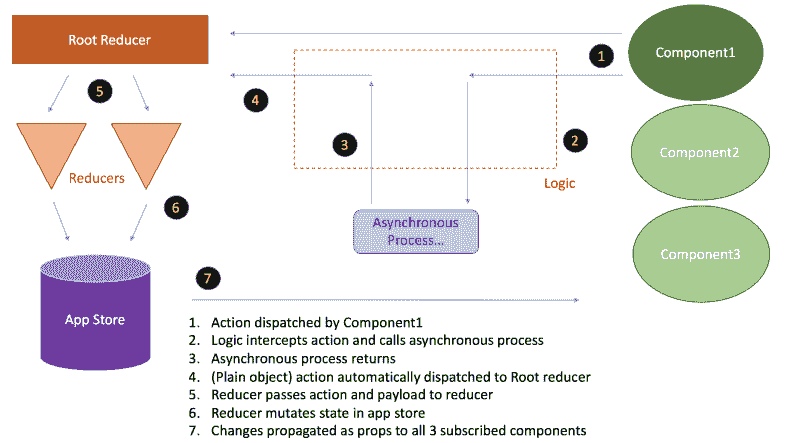 Root Reducer
Component1
1
5
4
3
2
Component2
Reducers
Logic
6
Asynchronous
Process...
Component3
7
App Store
1. Action dispatched by Component1
2. Logic intercepts action and calls asynchronous process
3. Asynchronous process returns
4. (Plain object) action automatically dispatched to Root reducer
5. Reducer passes action and payload to reducer
6. Reducer mutates state in app store
7. Changes propagated as props to all 3 subscribed components